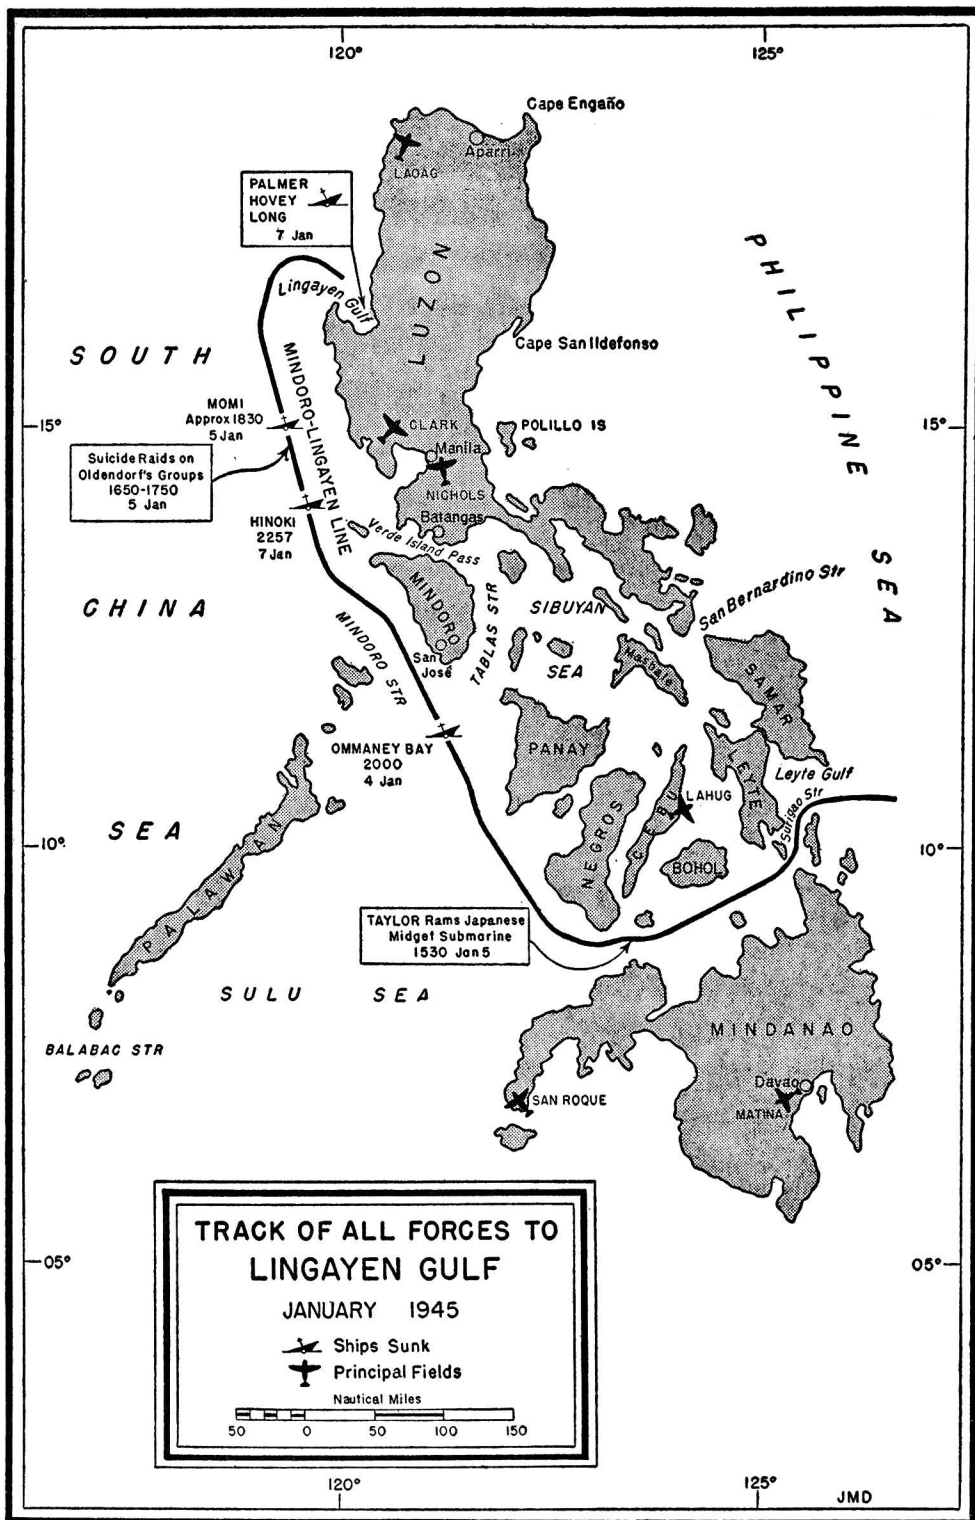 120°
125°
Cape Engaño
Aparri
LAOAG
PALMER
HOVEY
LONG
7 Jan
Lingayen Gulf
LUZON
PHILIPPINE SEA
Cape San Ildefonso
SOUTH
CHINA
SEA
MINDORO-LINGAYEN LINE
MOMI
Approx 1830
5 Jan
15°
CLARK
POLILLO IS
15°
Manila
Suicide Raids on
Oldendorf's Groups
1650-1750
5 Jan
NICHOLS
Batangas
HINOKI
2257
7 Jan
Verde Island Pass
MINDORO
San
José
MINDORO STR
TABLAS STR
SIBUYAN
SEA
San Bernardino Str
Masbate
SAMAR
OMMANEY BAY
2000
4 Jan
PANAY
LEYTE
Leyte Gulf
Surigao Str
LAHUG
CEBU
NEGROS
BOHOL
10°
10°
PALAWAN
TAYLOR Rams Japanese
Midget Submarine
1530 Jan 5
SULU SEA
BALABAC STR
MINDANAO
Davao
MATINA
SAN ROQUE
TRACK OF ALL FORCES TO
LINGAYEN GULF
JANUARY 1945
Ships Sunk
Principal Fields
Nautical Miles
50 0 50 100 150
05°
05°
120°
125°
JMD